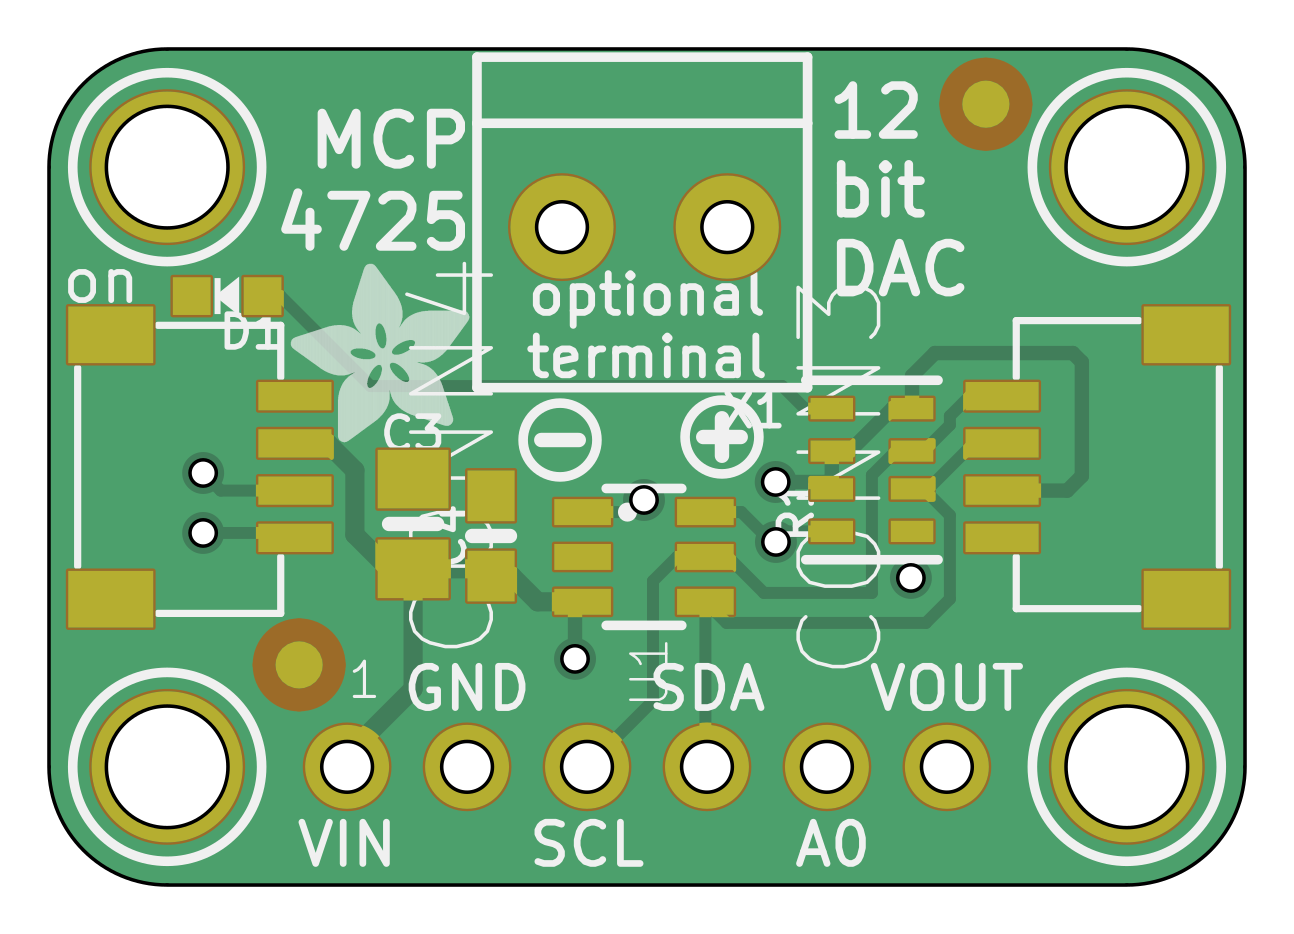 MCP
4725
12
bit
DAC
on
D1
optional
terminal
X1
C3
R1
U1
1
GND
SDA
VOUT
VIN
SCL
A0